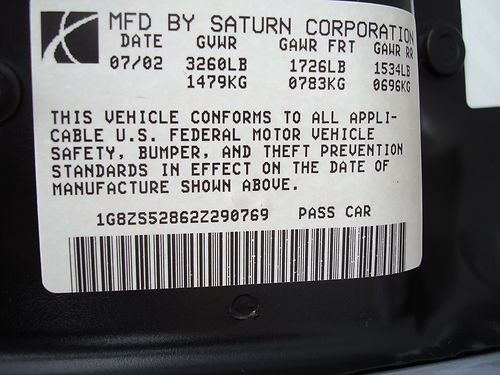 MFD BY SATURN CORPORATION
DATE GVWR GAWR FRT GAWR RR
07/02 3260LB 1726LB 1534LB
1479KG 0783KG 0696KG
THIS VEHICLE CONFORMS TO ALL APPLI-
CABLE U.S. FEDERAL MOTOR VEHICLE
SAFETY, BUMPER, AND THEFT PREVENTION
STANDARDS IN EFFECT ON THE DATE OF
MANUFACTURE SHOWN ABOVE.
1G8ZS52862Z290769 PASS CAR